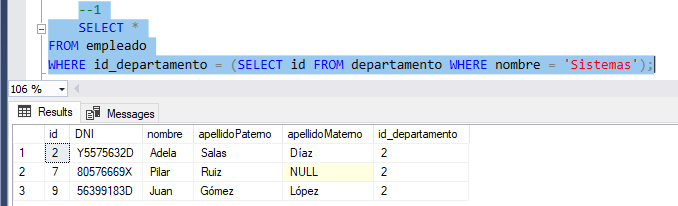 --1
SELECT *
FROM empleado
WHERE id_departamento = (SELECT id FROM departamento WHERE nombre = 'Sistemas');
106 %
Results Messages
id DNI nombre apellidoPaterno apellidoMaterno id_departamento
1 2 Y5575632D Adela Salas Díaz 2
2 7 80576669X Pilar Ruiz NULL 2
3 9 56399183D Juan Gómez López 2